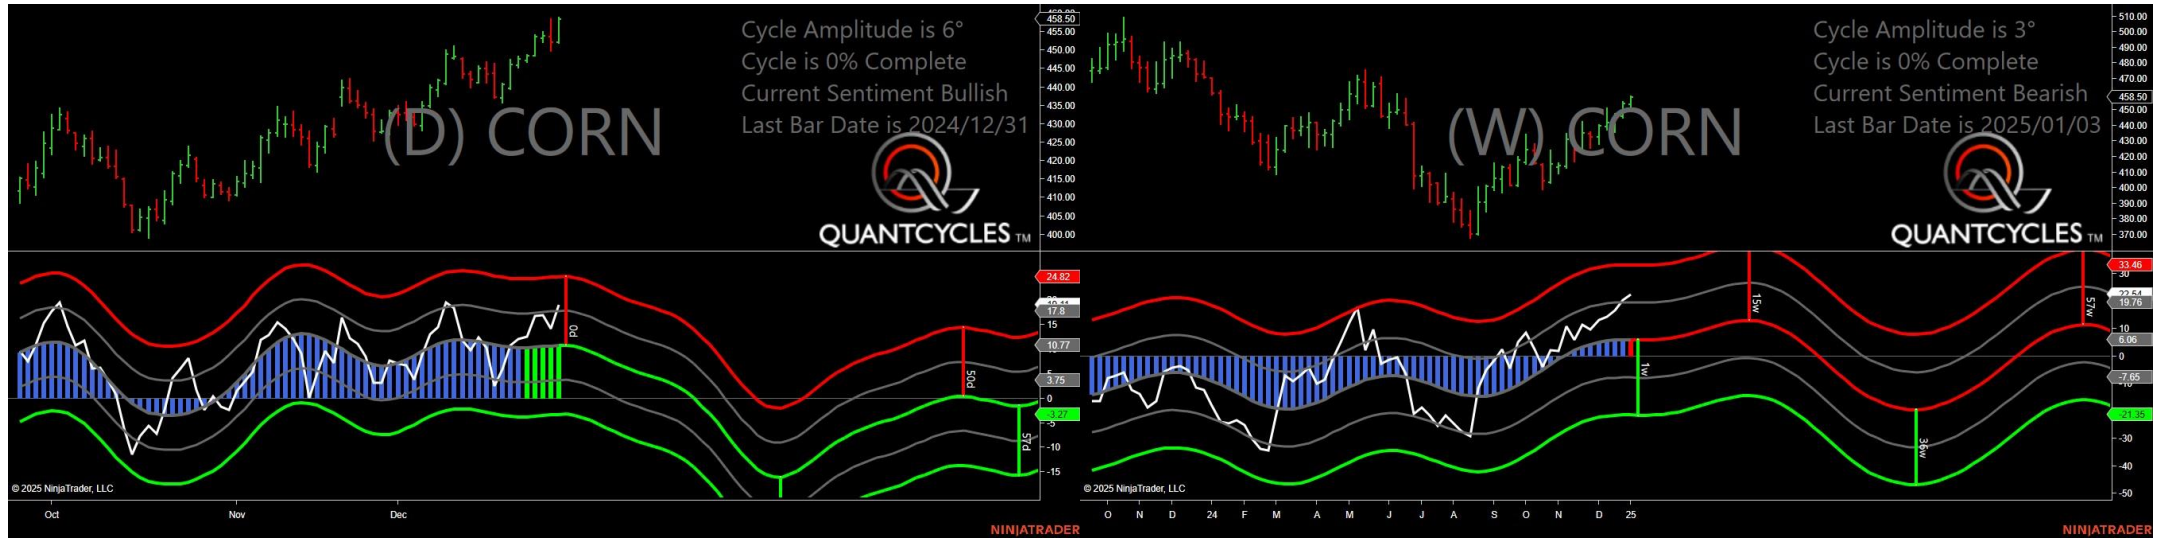 Cycle Amplitude is 6°
Cycle is 0% Complete
Current Sentiment Bullish
Last Bar Date is 2024/12/31
(D) CORN
QUANTCYCLES TM
458.50
455.00
450.00
445.00
440.00
435.00
430.00
425.00
420.00
415.00
410.00
405.00
400.00
24.82
17.8
15
10.77
3.75
0
-3.27
-5
-10
-15
0d
50d
57d
© 2025 NinjaTrader, LLC
Oct Nov Dec
NINJATRADER
Cycle Amplitude is 3°
Cycle is 0% Complete
Current Sentiment Bearish
Last Bar Date is 2025/01/03
(W) CORN
QUANTCYCLES TM
510.00
500.00
490.00
480.00
470.00
458.50
450.00
440.00
430.00
420.00
410.00
400.00
390.00
380.00
370.00
33.46
30
22.54
19.76
10
6.06
0
-7.65
-21.35
-30
-40
-50
1w
15w
36w
57w
© 2025 NinjaTrader, LLC
O N D 24 F M A M J J A S O N D 25
NINJATRADER